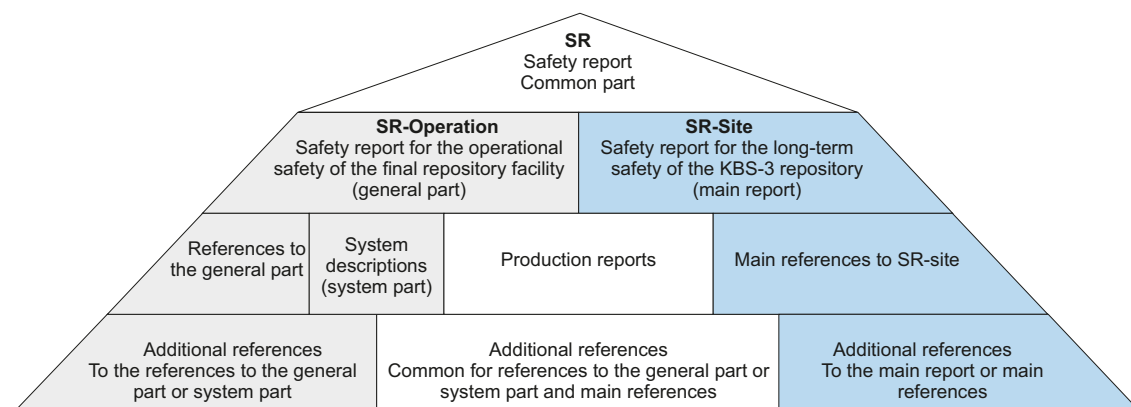 SR
Safety report
Common part
SR-Operation
Safety report for the operational
safety of the final repository facility
(general part)
SR-Site
Safety report for the long-term
safety of the KBS-3 repository
(main report)
References to
the general part
System
descriptions
(system part)
Production reports
Main references to SR-site
Additional references
To the references to the general
part or system part
Additional references
Common for references to the general part or
system part and main references
Additional references
To the main report or main
references